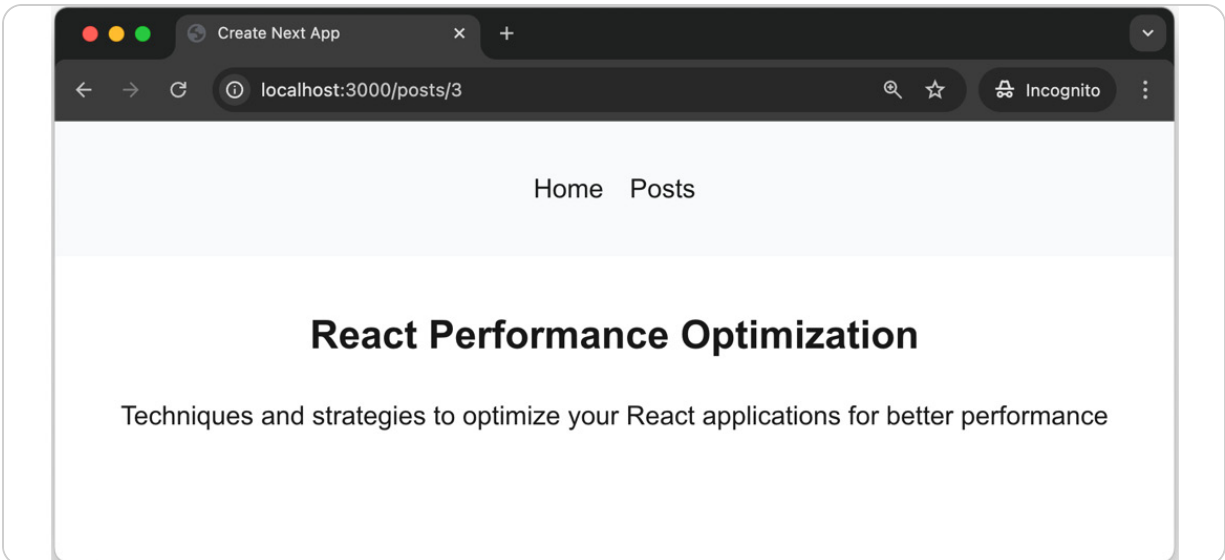 Create Next App
localhost:3000/posts/3
Incognito
Home Posts
React Performance Optimization
Techniques and strategies to optimize your React applications for better performance